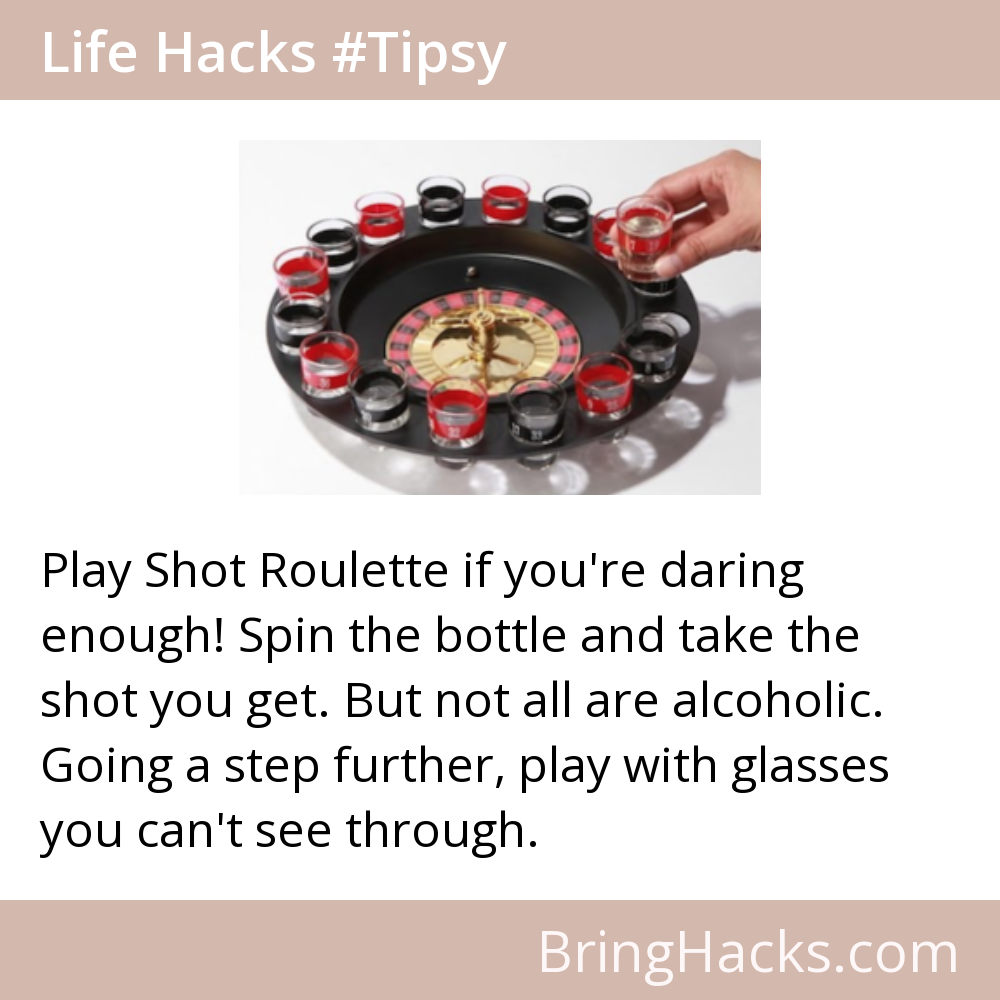 Life Hacks #Tipsy
Play Shot Roulette if you're daring
enough! Spin the bottle and take the
shot you get. But not all are alcoholic.
Going a step further, play with glasses
you can't see through.
BringHacks.com